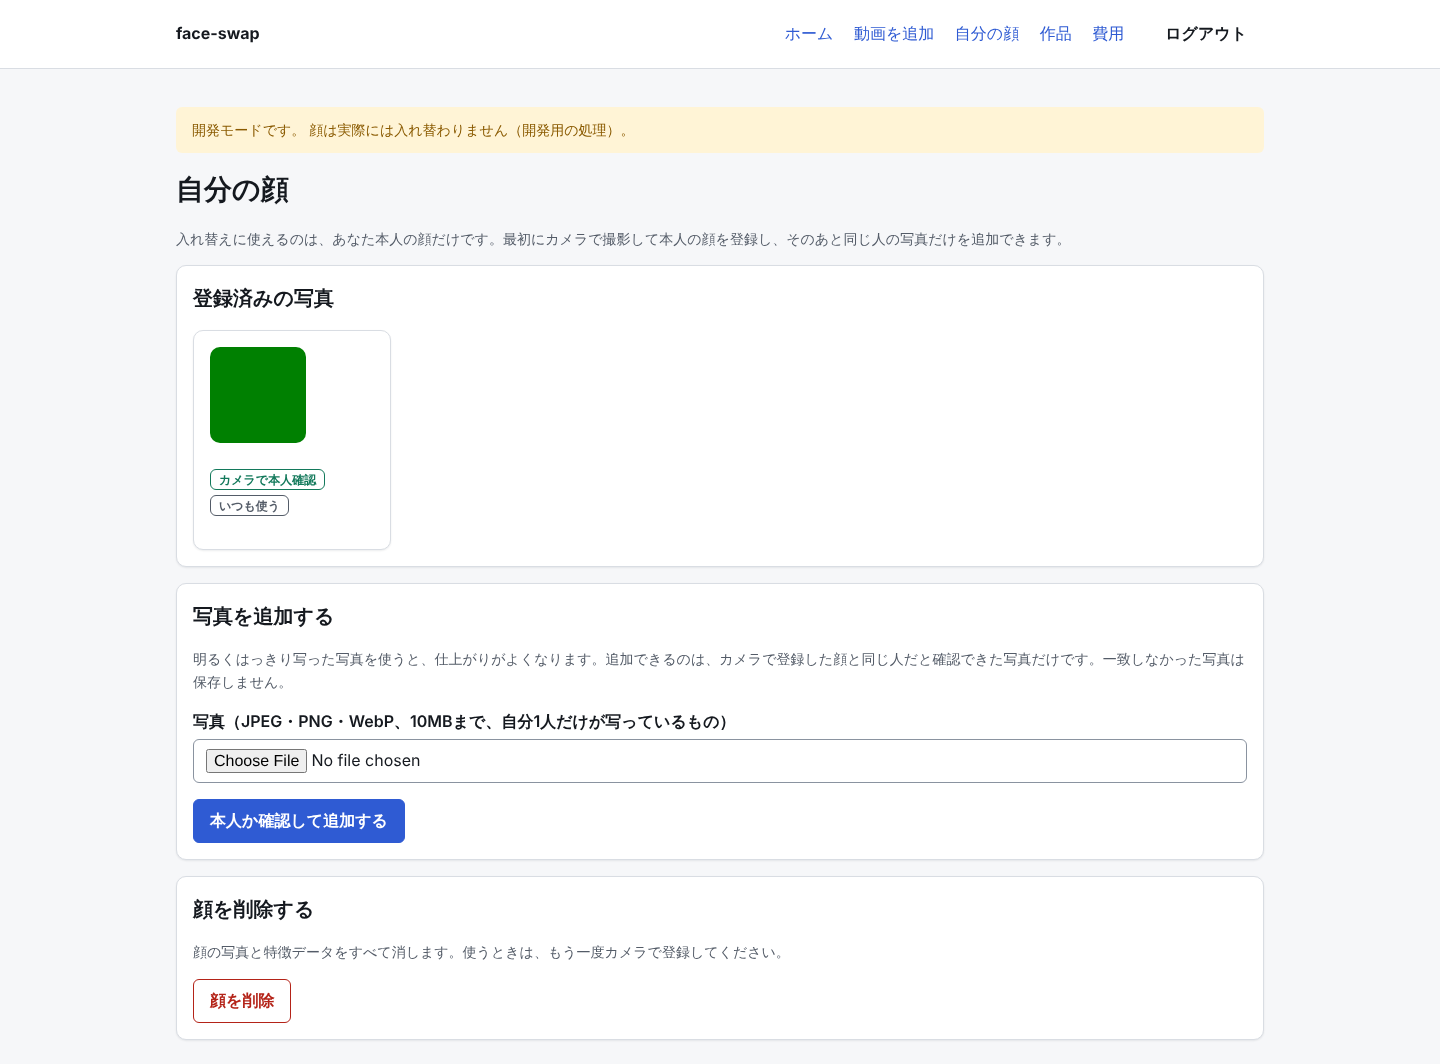 face-swap
ホーム 動画を追加 自分の顔 作品 費用 ログアウト
開発モードです。 顔は実際には入れ替わりません（開発用の処理）。
自分の顔
入れ替えに使えるのは、あなた本人の顔だけです。最初にカメラで撮影して本人の顔を登録し、そのあと同じ人の写真だけを追加できます。
登録済みの写真
カメラで本人確認
いつも使う
写真を追加する
明るくはっきり写った写真を使うと、仕上がりがよくなります。追加できるのは、カメラで登録した顔と同じ人だと確認できた写真だけです。一致しなかった写真は
保存しません。
写真（JPEG・PNG・WebP、10MBまで、自分1人だけが写っているもの）
Choose File No file chosen
本人か確認して追加する
顔を削除する
顔の写真と特徴データをすべて消します。使うときは、もう一度カメラで登録してください。
顔を削除